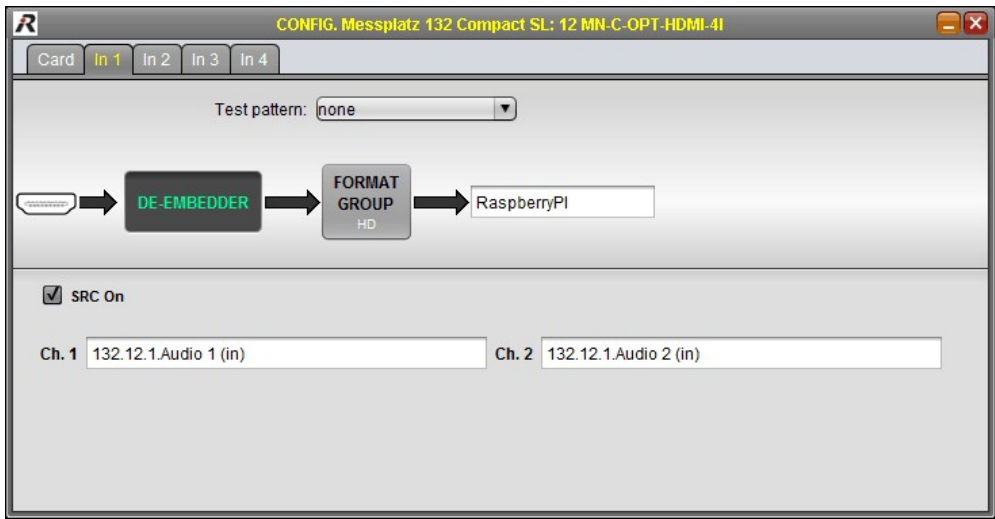 R
CONFIG. Messplatz 132 Compact SL: 12 MN-C-OPT-HDMI-4I
Card In 1 In 2 In 3 In 4
Test pattern: none
DE-EMBEDDER
FORMAT
GROUP
HD
RaspberryPI
SRC On
Ch. 1 132.12.1.Audio 1 (in) Ch. 2 132.12.1.Audio 2 (in)